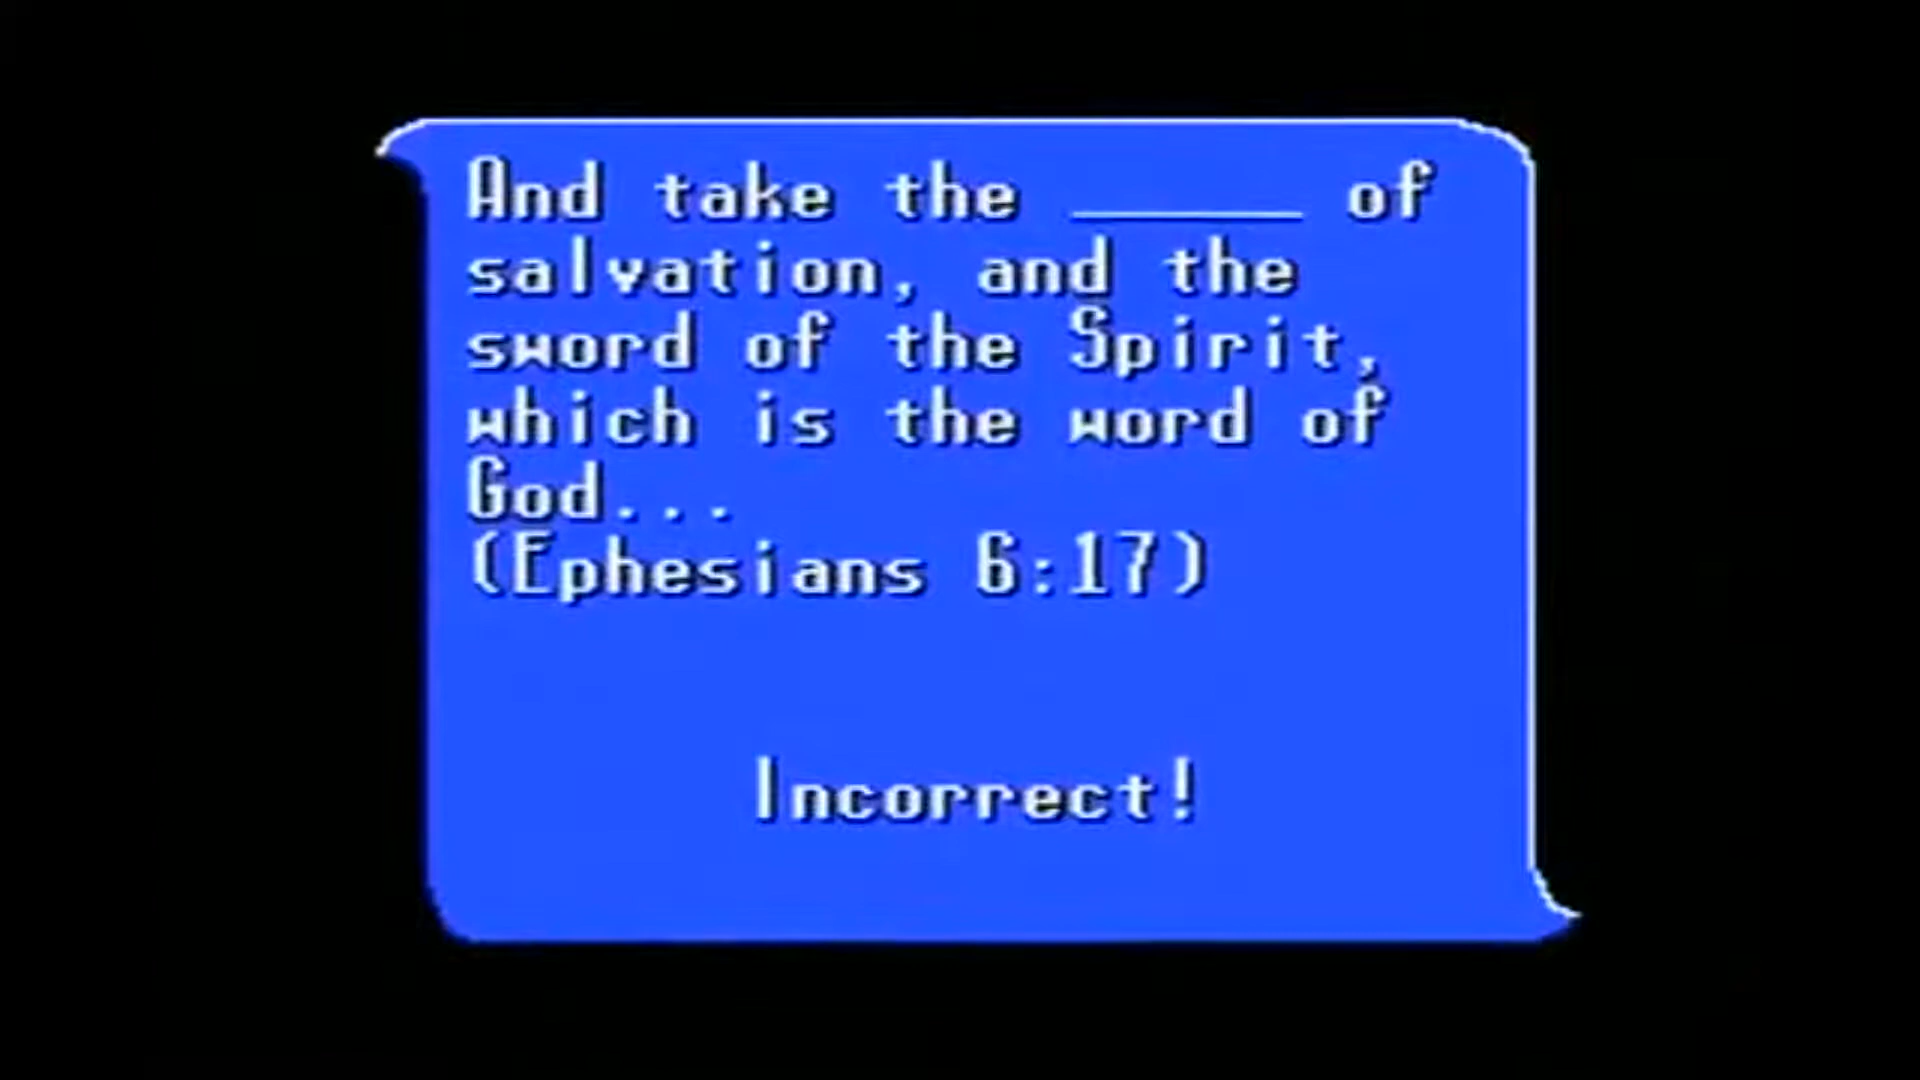 And take the _____ of
salvation, and the
sword of the Spirit,
which is the word of
God...
(Ephesians 6:17)
Incorrect!